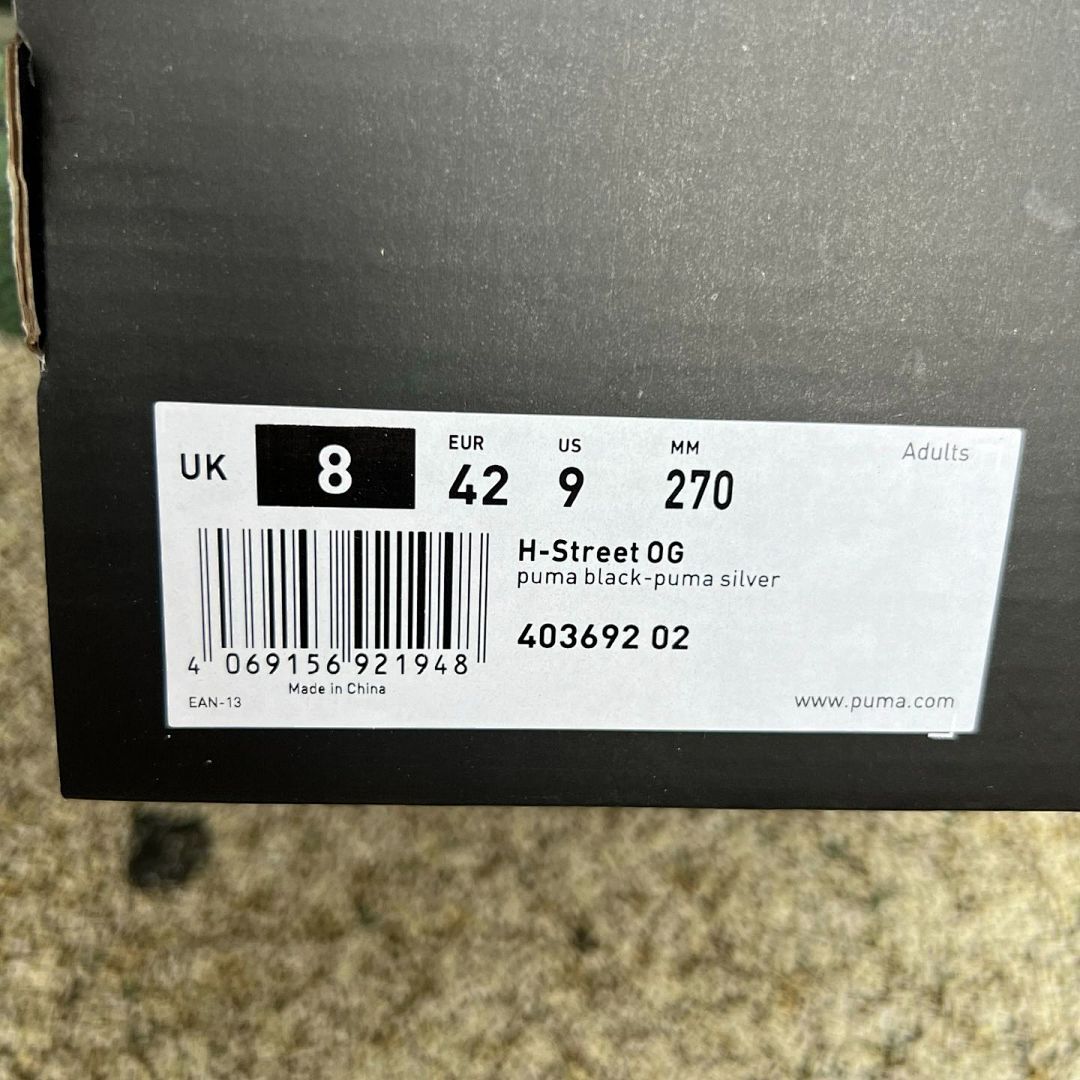 UK 8 EUR 42 US 9 MM 270 Adults
H-Street OG
puma black-puma silver
403692 02
4 069156 921948
Made in China
EAN-13
www.puma.com